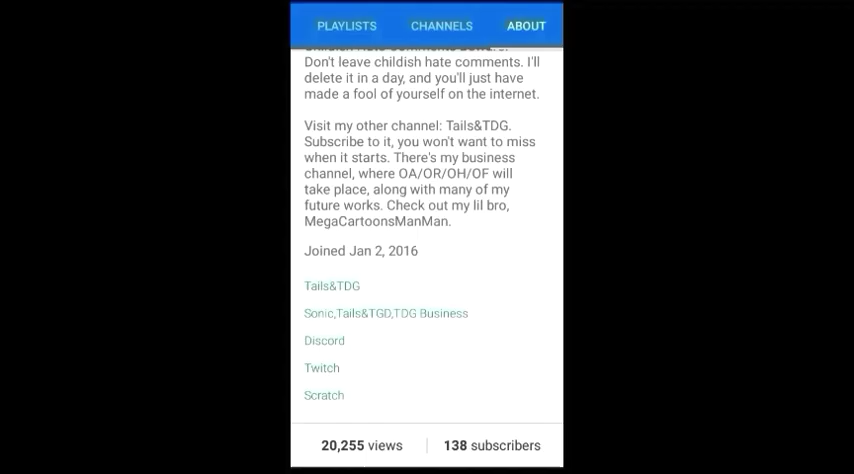 PLAYLISTS CHANNELS ABOUT
Childish Hate Comments
Don't leave childish hate comments. I'll
delete it in a day, and you'll just have
made a fool of yourself on the internet.
Visit my other channel: Tails&TDG.
Subscribe to it, you won't want to miss
when it starts. There's my business
channel, where OA/OR/OH/OF will
take place, along with many of my
future works. Check out my lil bro,
MegaCartoonsManMan.
Joined Jan 2, 2016
Tails&TDG
Sonic,Tails&TGD,TDG Business
Discord
Twitch
Scratch
20,255 views 138 subscribers